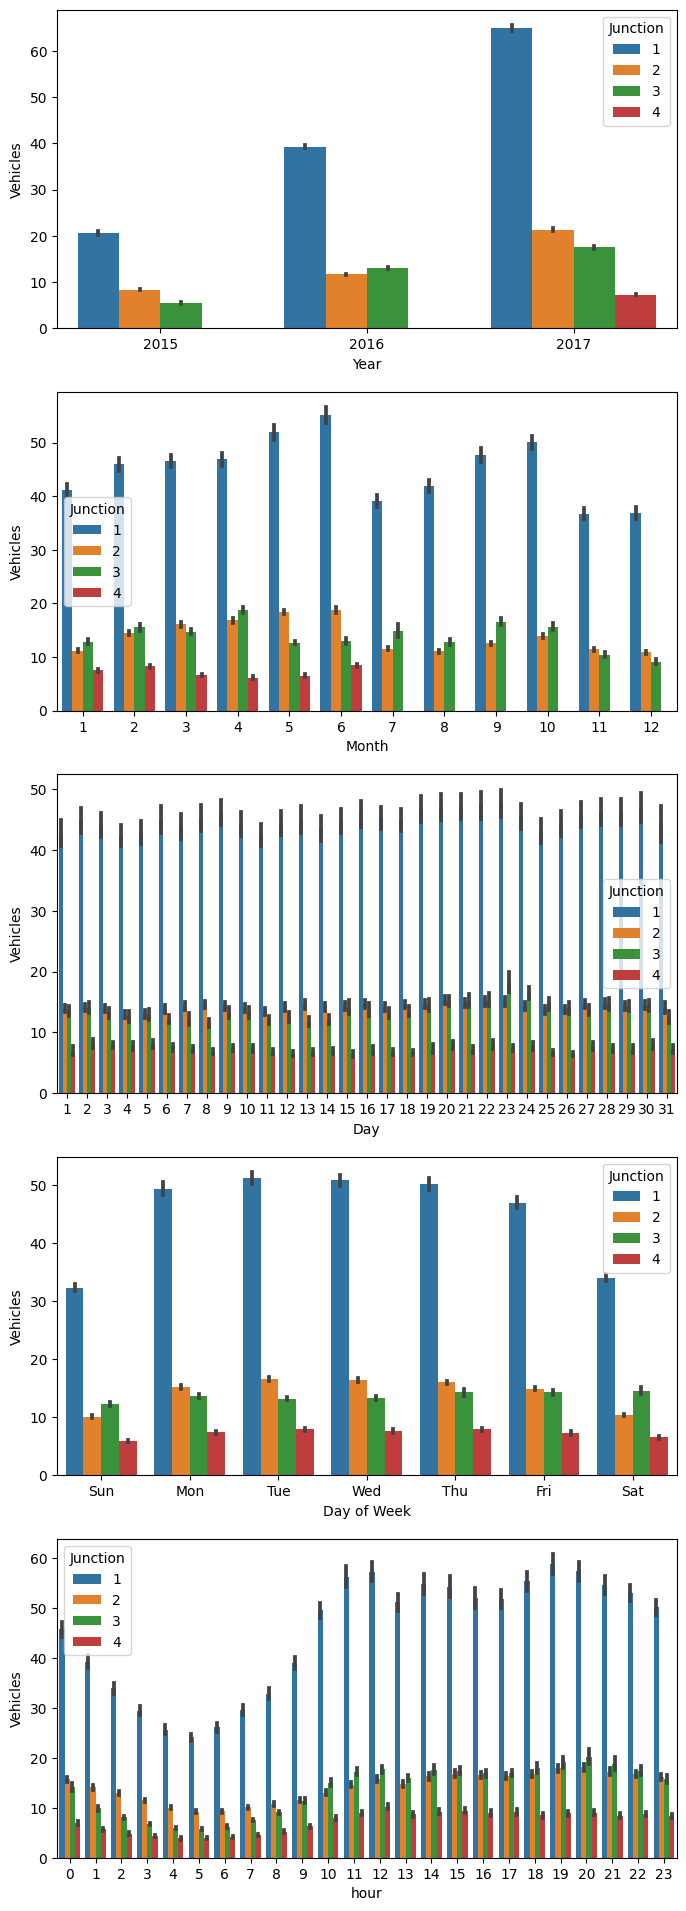 Vehicles
60
50
40
30
20
10
0
2015 2016 2017
Year
Junction
1
2
3
4
Vehicles
50
40
30
20
10
0
1 2 3 4 5 6 7 8 9 10 11 12
Month
Junction
1
2
3
4
Vehicles
50
40
30
20
10
0
1 2 3 4 5 6 7 8 9 10 11 12 13 14 15 16 17 18 19 20 21 22 23 24 25 26 27 28 29 30 31
Day
Junction
1
2
3
4
Vehicles
50
40
30
20
10
0
Sun Mon Tue Wed Thu Fri Sat
Day of Week
Junction
1
2
3
4
Vehicles
60
50
40
30
20
10
0
0 1 2 3 4 5 6 7 8 9 10 11 12 13 14 15 16 17 18 19 20 21 22 23
hour
Junction
1
2
3
4